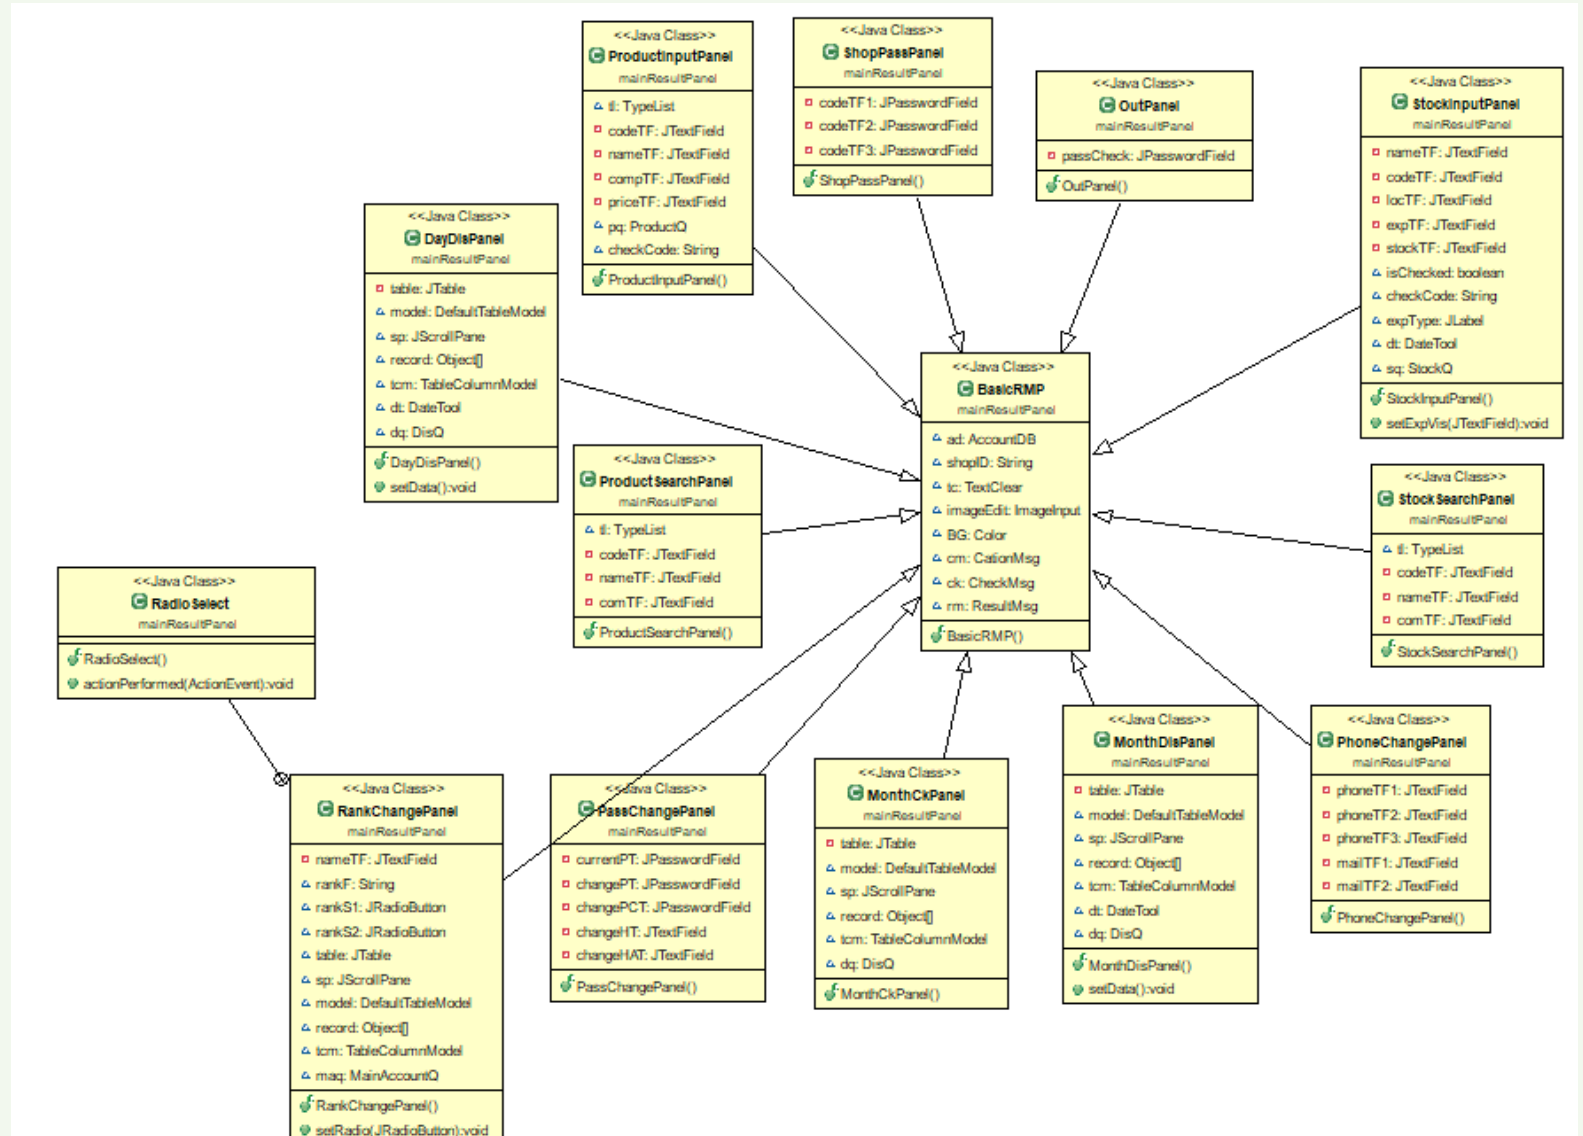 <<Java Class>>
ProductInputPanel
mainResultPanel
tl: TypeList
codeTF: JTextField
nameTF: JTextField
compTF: JTextField
priceTF: JTextField
pq: ProductQ
checkCode: String
ProductInputPanel()
<<Java Class>>
ShopPassPanel
mainResultPanel
codeTF1: JPasswordField
codeTF2: JPasswordField
codeTF3: JPasswordField
ShopPassPanel()
<<Java Class>>
OutPanel
mainResultPanel
passCheck: JPasswordField
OutPanel()
<<Java Class>>
StockInputPanel
mainResultPanel
nameTF: JTextField
codeTF: JTextField
locTF: JTextField
expTF: JTextField
stockTF: JTextField
isChecked: boolean
checkCode: String
expType: JLabel
dt: DateTool
sq: StockQ
StockInputPanel()
setExpVis(JTextField):void
<<Java Class>>
DayDisPanel
mainResultPanel
table: JTable
model: DefaultTableModel
sp: JScrollPane
record: Object[]
tcm: TableColumnModel
dt: DateTool
dq: DisQ
DayDisPanel()
setData():void
<<Java Class>>
BasicRMP
mainResultPanel
ad: AccountDB
shopID: String
tc: TextClear
imageEdit: ImageInput
BG: Color
cm: CationMsg
ck: CheckMsg
rm: ResultMsg
BasicRMP()
<<Java Class>>
ProductSearchPanel
mainResultPanel
tl: TypeList
codeTF: JTextField
nameTF: JTextField
comTF: JTextField
ProductSearchPanel()
<<Java Class>>
StockSearchPanel
mainResultPanel
tl: TypeList
codeTF: JTextField
nameTF: JTextField
comTF: JTextField
StockSearchPanel()
<<Java Class>>
RadioSelect
mainResultPanel
RadioSelect()
actionPerformed(ActionEvent):void
<<Java Class>>
RankChangePanel
mainResultPanel
nameTF: JTextField
rankF: String
rankS1: JRadioButton
rankS2: JRadioButton
table: JTable
sp: JScrollPane
model: DefaultTableModel
record: Object[]
tcm: TableColumnModel
maq: MainAccountQ
RankChangePanel()
setRadio(JRadioButton):void
<<Java Class>>
PassChangePanel
mainResultPanel
currentPT: JPasswordField
changePT: JPasswordField
changePCT: JPasswordField
changeHT: JTextField
changeHAT: JTextField
PassChangePanel()
<<Java Class>>
MonthCkPanel
mainResultPanel
table: JTable
model: DefaultTableModel
sp: JScrollPane
record: Object[]
tcm: TableColumnModel
dq: DisQ
MonthCkPanel()
<<Java Class>>
MonthDisPanel
mainResultPanel
table: JTable
model: DefaultTableModel
sp: JScrollPane
record: Object[]
tcm: TableColumnModel
dt: DateTool
dq: DisQ
MonthDisPanel()
setData():void
<<Java Class>>
PhoneChangePanel
mainResultPanel
phoneTF1: JTextField
phoneTF2: JTextField
phoneTF3: JTextField
mailTF1: JTextField
mailTF2: JTextField
PhoneChangePanel()